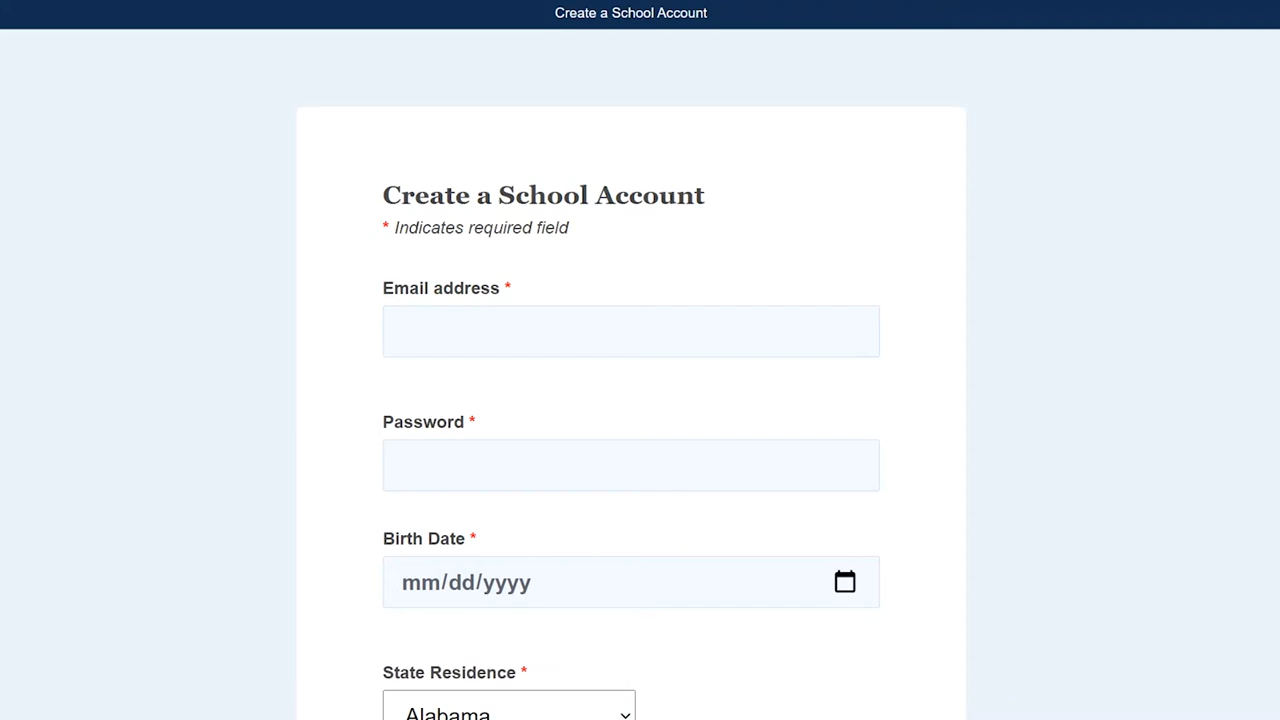 Create a School Account
Create a School Account
* Indicates required field
Email address *
Password *
Birth Date *
mm/dd/yyyy
State Residence *
Alabama